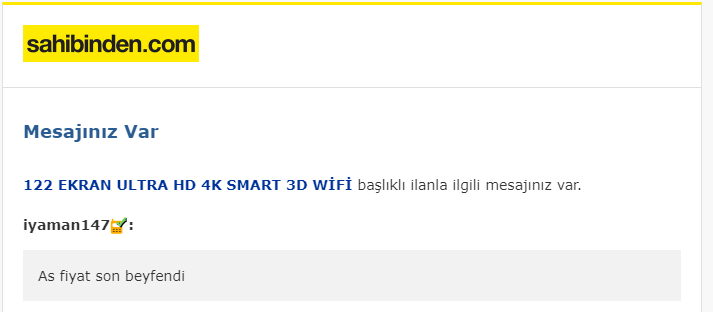 sahibinden.com
Mesajınız Var
122 EKRAN ULTRA HD 4K SMART 3D WİFİ başlıklı ilanla ilgili mesajınız var.
iyaman147:
As fiyat son beyfendi